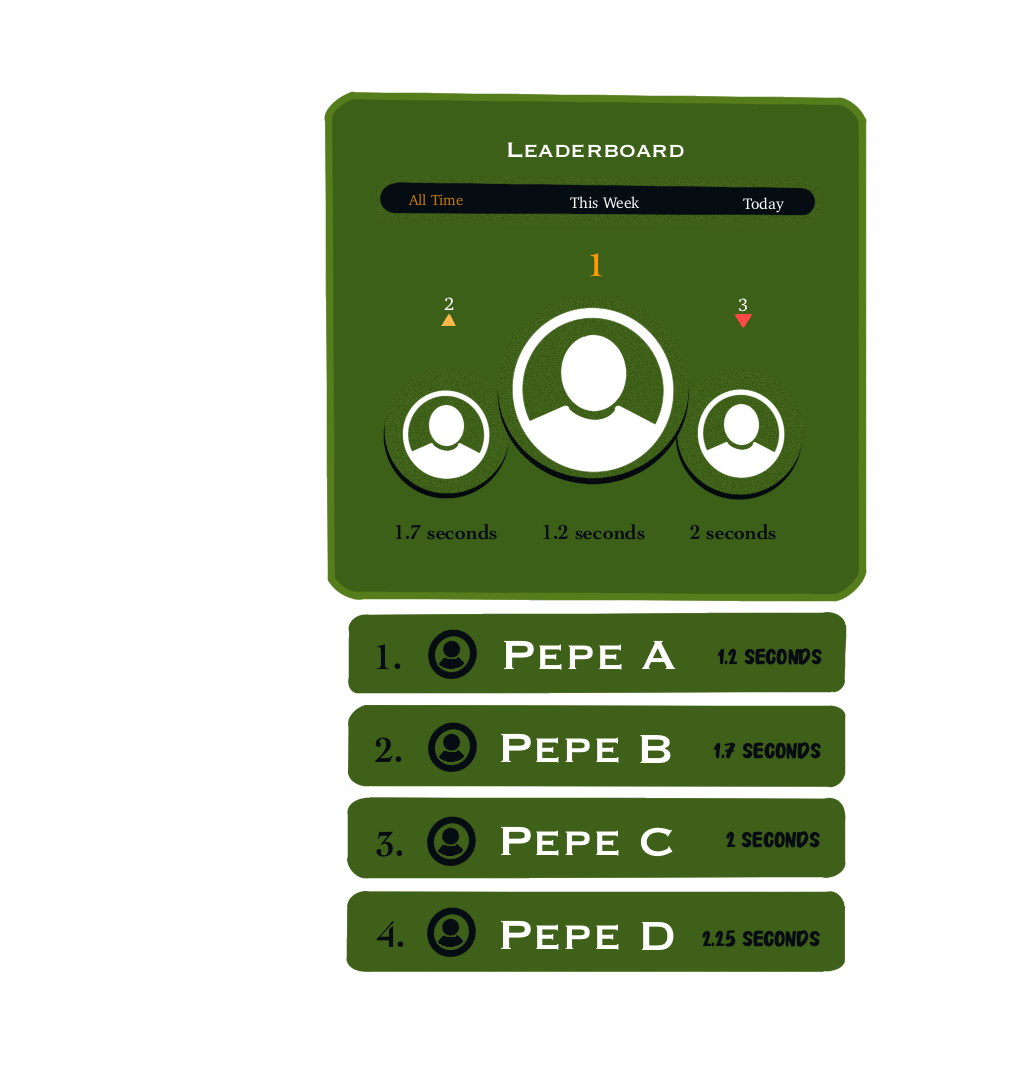 Leaderboard
All Time This Week Today
1
2 3
1.7 seconds 1.2 seconds 2 seconds
1. Pepe A 1.2 SECONDS
2. Pepe B 1.7 SECONDS
3. Pepe C 2 SECONDS
4. Pepe D 2.25 SECONDS